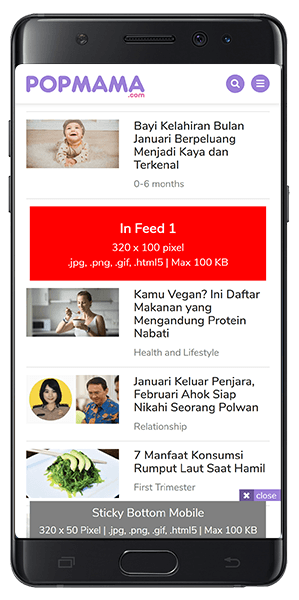 POPMAMA
.com
Bayi Kelahiran Bulan
Januari Berpeluang
Menjadi Kaya dan
Terkenal
0-6 months
In Feed 1
320 x 100 pixel
.jpg, .png, .gif, .html5 | Max 100 KB
Kamu Vegan? Ini Daftar
Makanan yang
Mengandung Protein
Nabati
Health and Lifestyle
Januari Keluar Penjara,
Februari Ahok Siap
Nikahi Seorang Polwan
Relationship
7 Manfaat Konsumsi
Rumput Laut Saat Hamil
First Trimester
close
Sticky Bottom Mobile
320 x 50 Pixel | .jpg, .png, .gif, .html5 | Max 100 KB